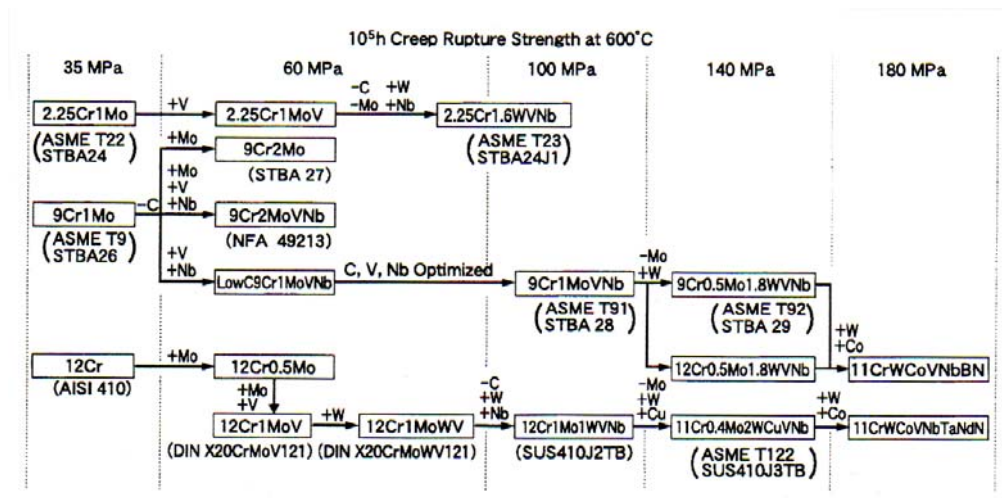 10⁵h Creep Rupture Strength at 600°C
35 MPa
60 MPa
100 MPa
140 MPa
180 MPa
2.25Cr1Mo
(ASME T22
STBA24)
+V
2.25Cr1MoV
-C +W
-Mo +Nb
2.25Cr1.6WVNb
(ASME T23
STBA24J1)
+Mo
9Cr2Mo
(STBA 27)
9Cr1Mo
(ASME T9
STBA26)
-C
+Mo
+V
+Nb
9Cr2MoVNb
(NFA 49213)
+V
+Nb
LowC9Cr1MoVNb
C, V, Nb Optimized
9Cr1MoVNb
(ASME T91
STBA 28)
-Mo
+W
9Cr0.5Mo1.8WVNb
(ASME T92
STBA 29)
+W
+Co
12Cr0.5Mo1.8WVNb
11CrWCoVNbBN
12Cr
(AISI 410)
+Mo
12Cr0.5Mo
+Mo
+V
12Cr1MoV
(DIN X20CrMoV121)
+W
12Cr1MoWV
(DIN X20CrMoWV121)
-C
+W
+Nb
12Cr1Mo1WVNb
(SUS410J2TB)
-Mo
+W
+Cu
11Cr0.4Mo2WCuVNb
(ASME T122
SUS410J3TB)
+W
+Co
11CrWCoVNbTaNdN